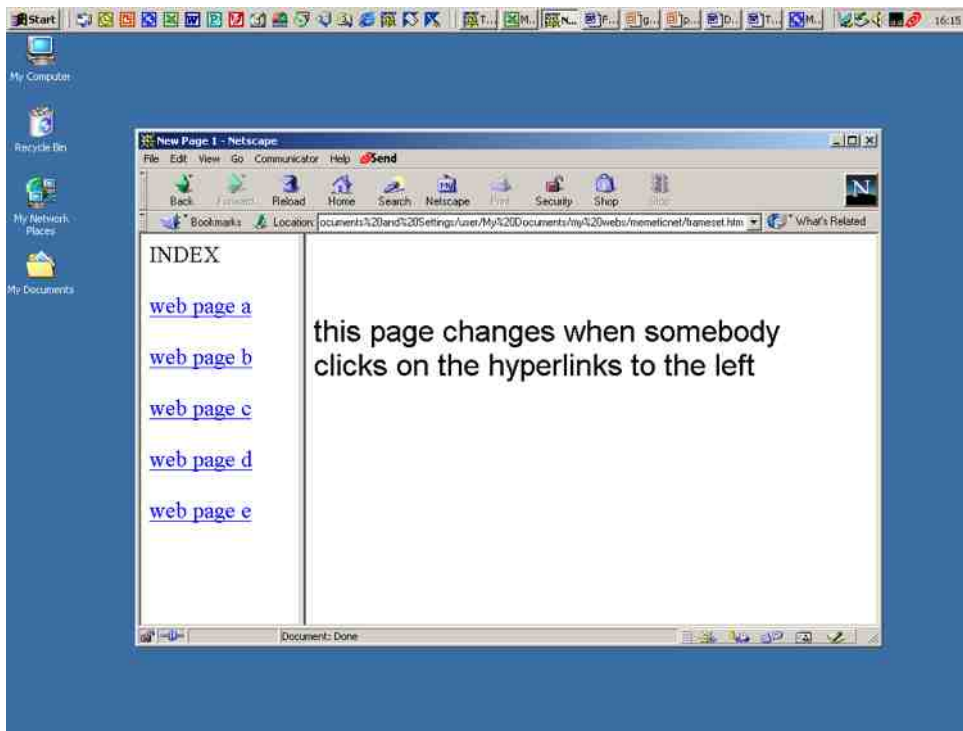 Start T... M.. N... F... g... p... D... T... M.. 16:15
My Computer
Recycle Bin
My Network
Places
My Documents
New Page 1 - Netscape
File Edit View Go Communicator Help Send
Back Forward Reload Home Search Netscape Print Security Shop Stop
Bookmarks Location: ocuments%20and%20Settings/user/My%20Documents/my%20webs/memeticnet/frameset.htm What's Related
INDEX
web page a
web page b
web page c
web page d
web page e
this page changes when somebody
clicks on the hyperlinks to the left
Document: Done